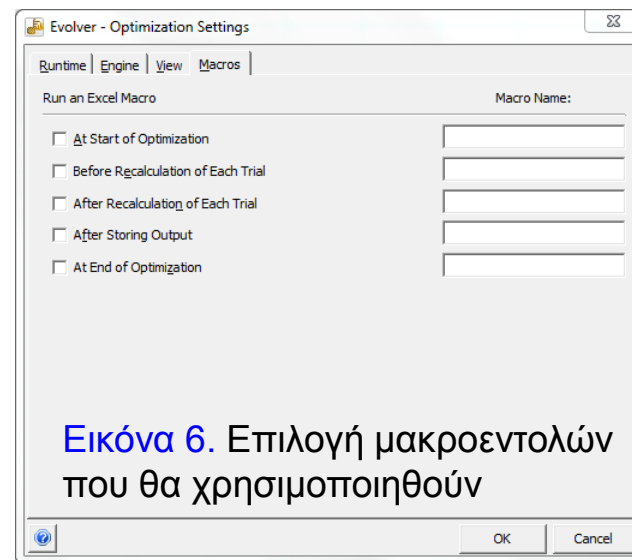 Evolver - Optimization Settings
Runtime Engine View Macros
Run an Excel Macro Macro Name:
At Start of Optimization
Before Recalculation of Each Trial
After Recalculation of Each Trial
After Storing Output
At End of Optimization
Εικόνα 6. Επιλογή μακροεντολών
που θα χρησιμοποιηθούν
OK Cancel